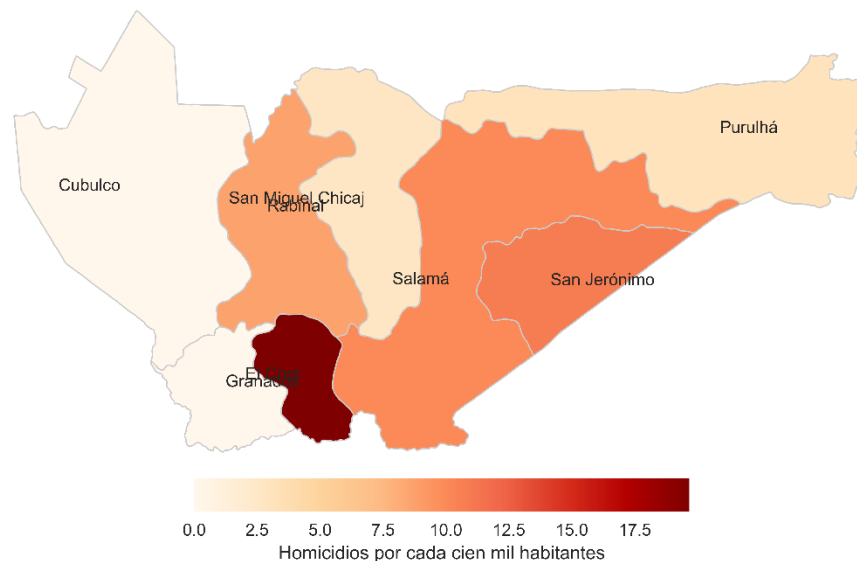 Purulhá
Cubulco
San Miguel Chicaj
Rabinal
Salamá
San Jerónimo
El Chol
Granados
0.0 2.5 5.0 7.5 10.0 12.5 15.0 17.5
Homicidios por cada cien mil habitantes